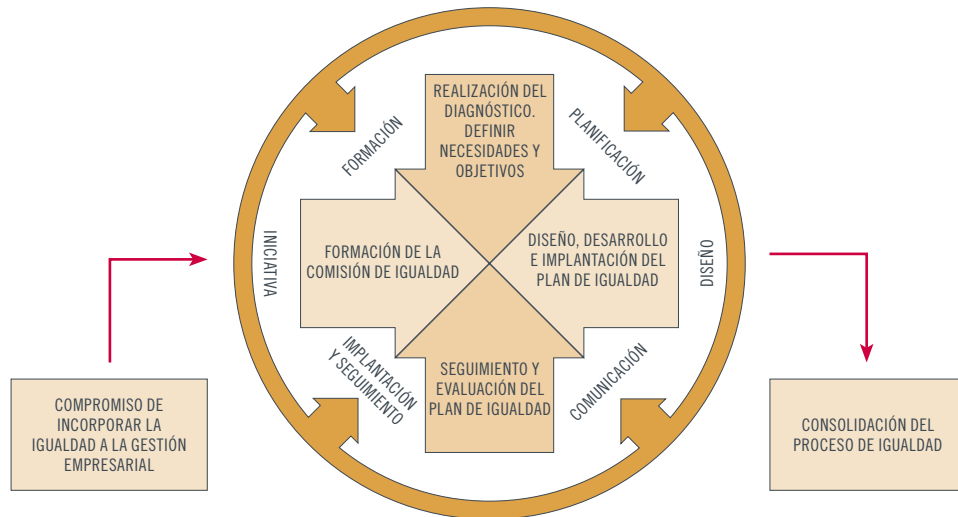 REALIZACIÓN DEL
DIAGNÓSTICO.
DEFINIR
NECESIDADES Y
OBJETIVOS
FORMACIÓN
PLANIFICACIÓN
INICIATIVA
FORMACIÓN DE LA
COMISIÓN DE IGUALDAD
DISEÑO, DESARROLLO
E IMPLANTACIÓN DEL
PLAN DE IGUALDAD
DISEÑO
IMPLANTACIÓN
Y SEGUIMIENTO
SEGUIMIENTO Y
EVALUACIÓN DEL
PLAN DE IGUALDAD
COMUNICACIÓN
COMPROMISO DE
INCORPORAR LA
IGUALDAD A LA GESTIÓN
EMPRESARIAL
CONSOLIDACIÓN DEL
PROCESO DE IGUALDAD